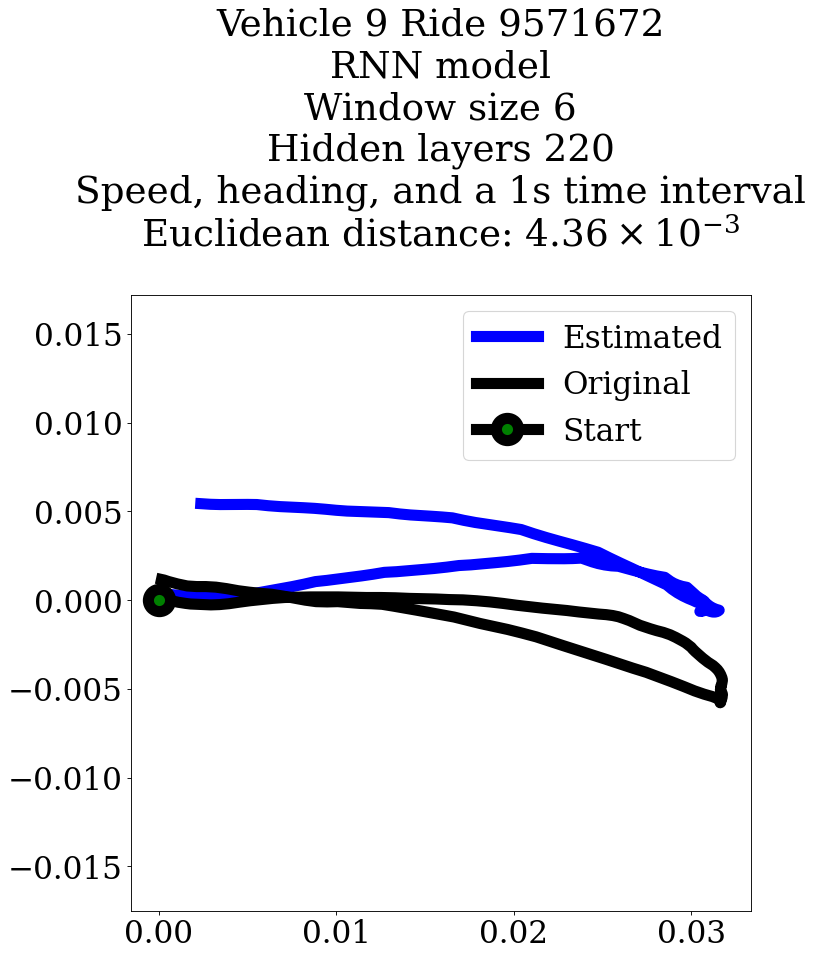 Vehicle 9 Ride 9571672
RNN model
Window size 6
Hidden layers 220
Speed, heading, and a 1s time interval
Euclidean distance: 4.36 × 10⁻³
Estimated
Original
Start
0.015
0.010
0.005
0.000
−0.005
−0.010
−0.015
0.00 0.01 0.02 0.03